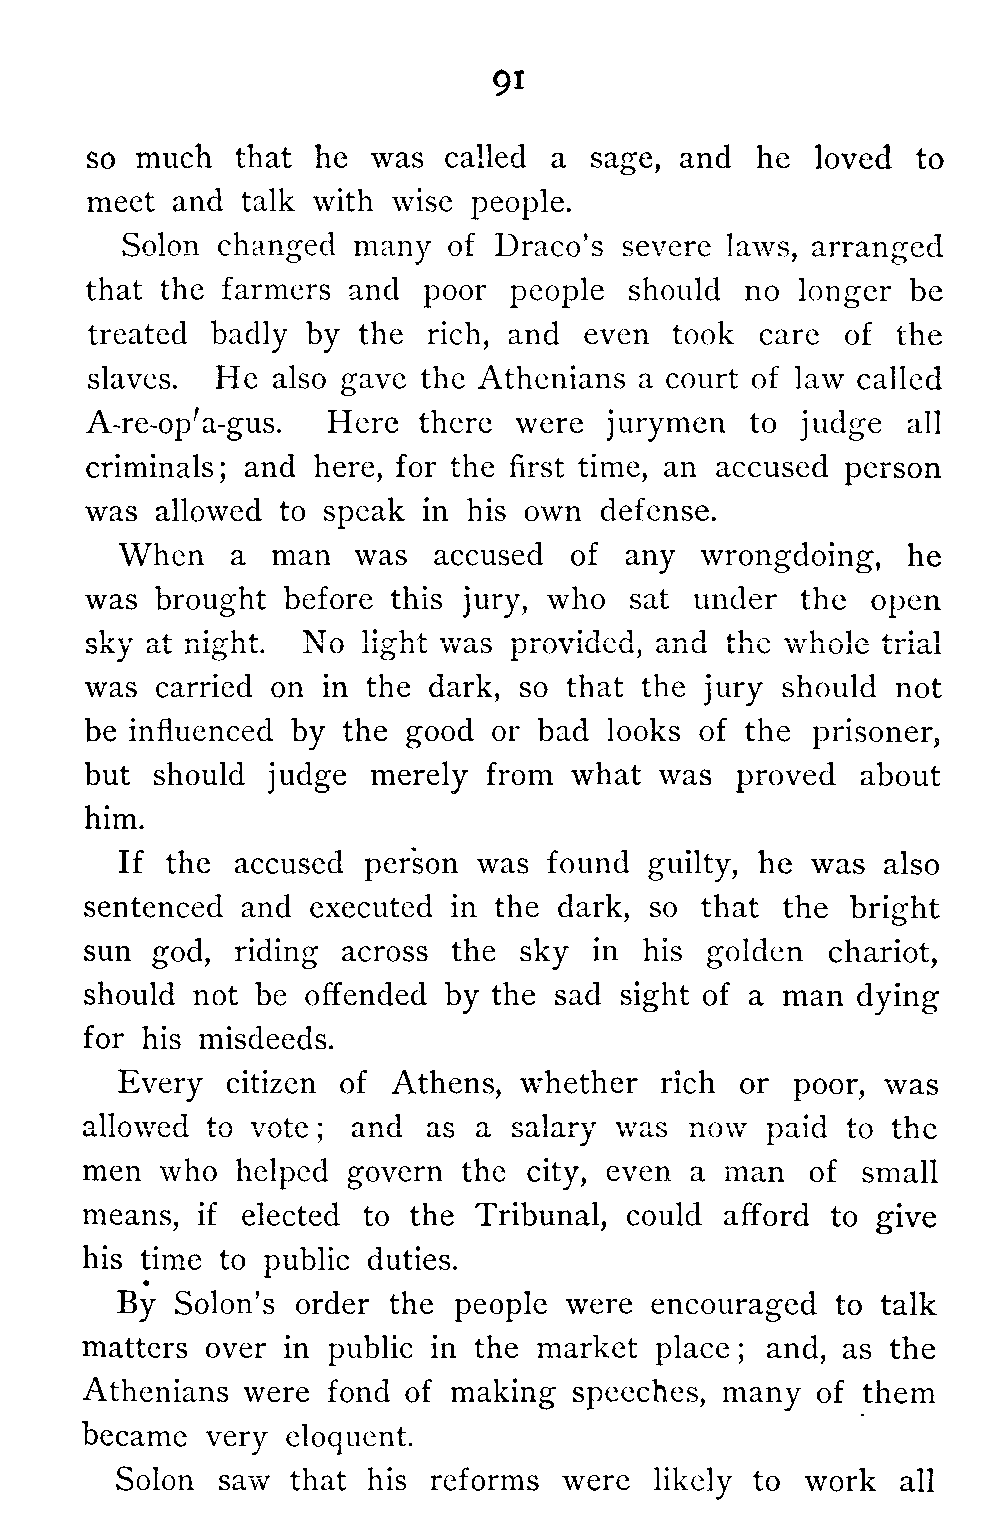 91
so much that he was called a sage, and he loved to
meet and talk with wise people.
Solon changed many of Draco's severe laws, arranged
that the farmers and poor people should no longer be
treated badly by the rich, and even took care of the
slaves. He also gave the Athenians a court of law called
A-re-op′a-gus. Here there were jurymen to judge all
criminals; and here, for the first time, an accused person
was allowed to speak in his own defense.
When a man was accused of any wrongdoing, he
was brought before this jury, who sat under the open
sky at night. No light was provided, and the whole trial
was carried on in the dark, so that the jury should not
be influenced by the good or bad looks of the prisoner,
but should judge merely from what was proved about
him.
If the accused person was found guilty, he was also
sentenced and executed in the dark, so that the bright
sun god, riding across the sky in his golden chariot,
should not be offended by the sad sight of a man dying
for his misdeeds.
Every citizen of Athens, whether rich or poor, was
allowed to vote; and as a salary was now paid to the
men who helped govern the city, even a man of small
means, if elected to the Tribunal, could afford to give
his time to public duties.
By Solon's order the people were encouraged to talk
matters over in public in the market place; and, as the
Athenians were fond of making speeches, many of them
became very eloquent.
Solon saw that his reforms were likely to work all